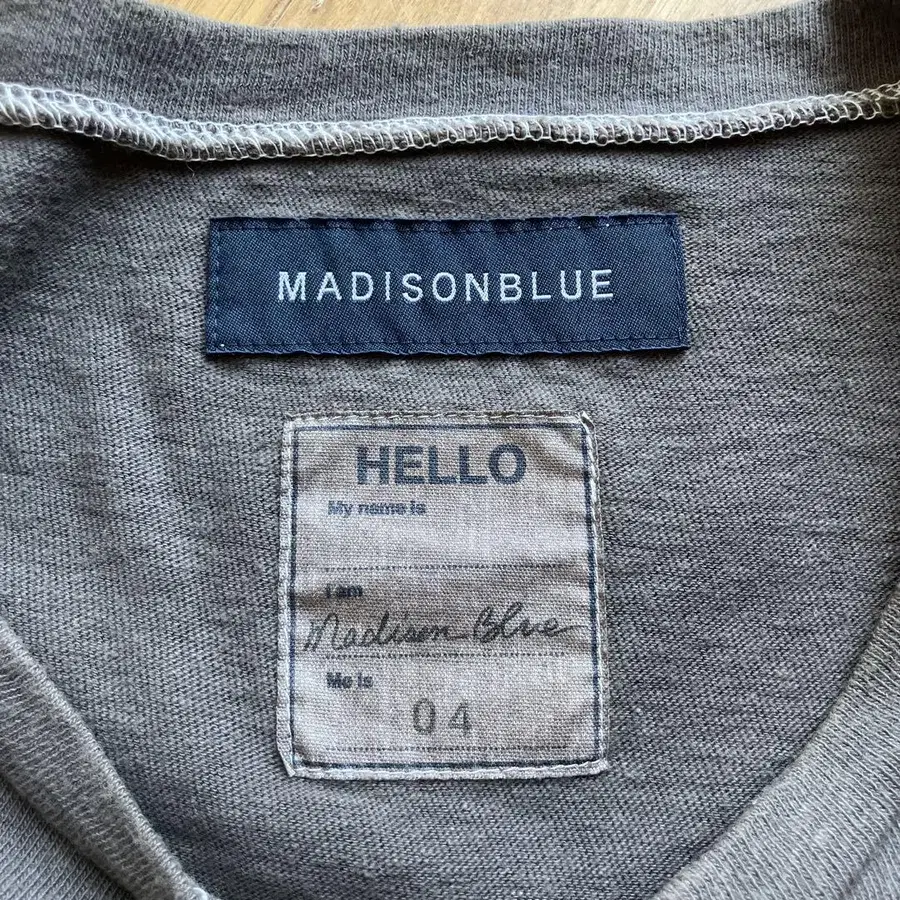 MADISONBLUE
HELLO
My name is
I am
Madison Blue
Me is
04